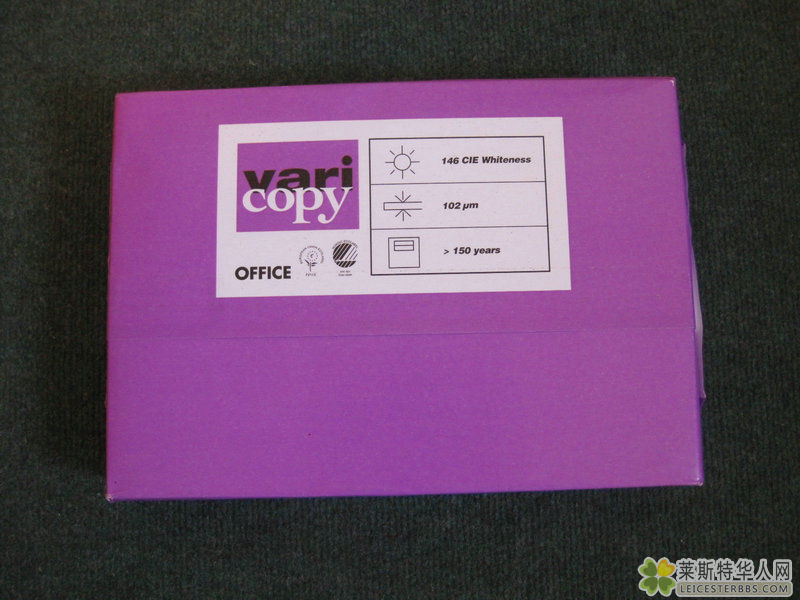 vari
copy
OFFICE
146 CIE Whiteness
102 µm
> 150 years
莱斯特华人网
LEICESTERBBS.COM